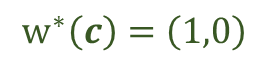 w*(c) = (1,0)